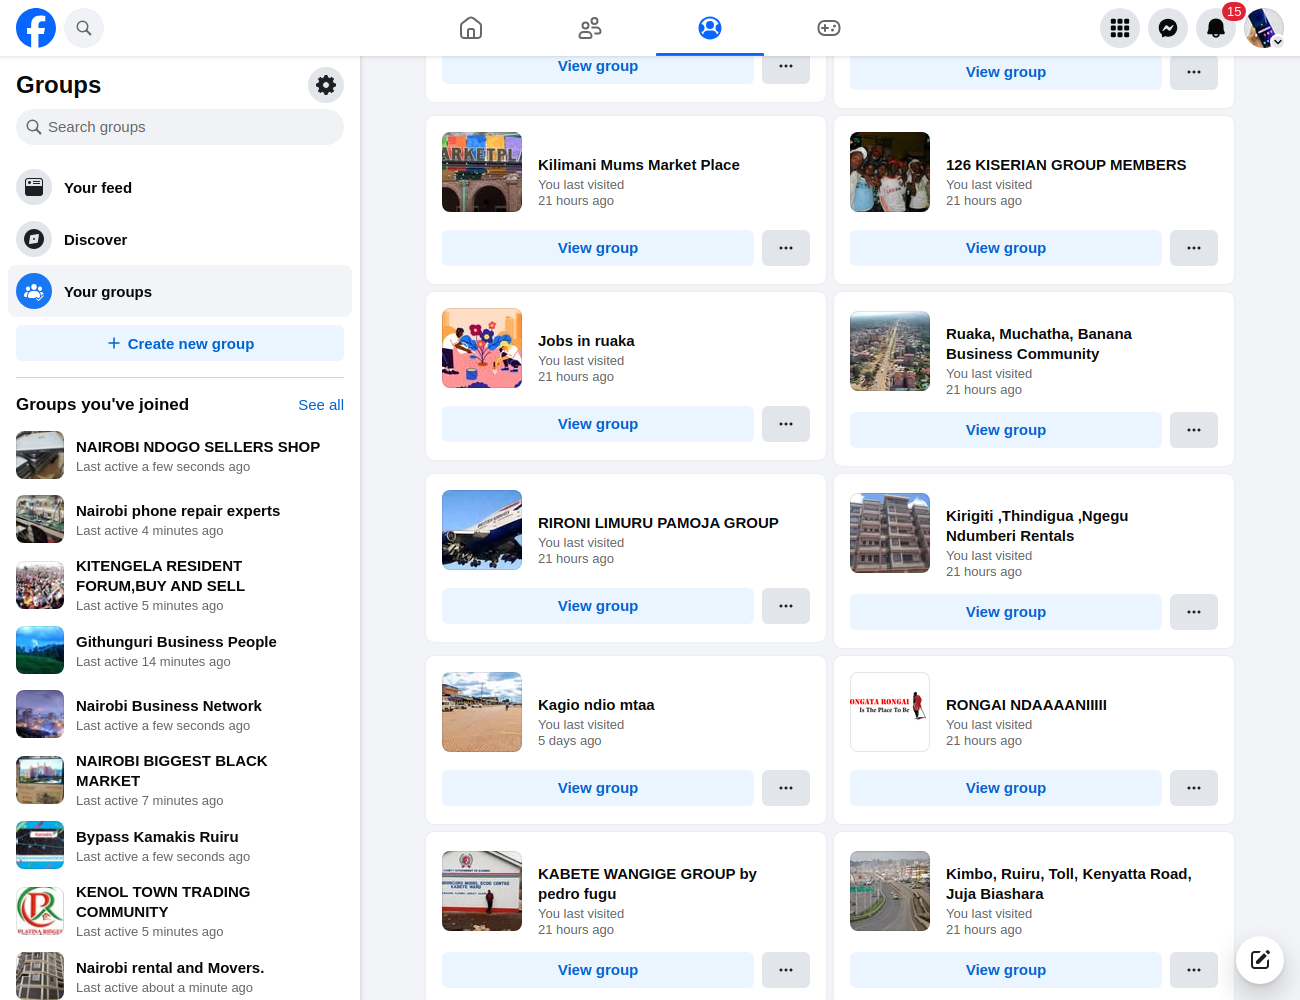 15
Groups
Search groups
Your feed
Discover
Your groups
Create new group
Groups you've joined
See all
NAIROBI NDOGO SELLERS SHOP
Last active a few seconds ago
Nairobi phone repair experts
Last active 4 minutes ago
KITENGELA RESIDENT
FORUM,BUY AND SELL
Last active 5 minutes ago
Githunguri Business People
Last active 14 minutes ago
Nairobi Business Network
Last active a few seconds ago
NAIROBI BIGGEST BLACK
MARKET
Last active 7 minutes ago
Bypass Kamakis Ruiru
Last active a few seconds ago
KENOL TOWN TRADING
COMMUNITY
Last active 5 minutes ago
Nairobi rental and Movers.
Last active about a minute ago
View group
View group
ARKETPL
Kilimani Mums Market Place
You last visited
21 hours ago
View group
126 KISERIAN GROUP MEMBERS
You last visited
21 hours ago
View group
Jobs in ruaka
You last visited
21 hours ago
View group
Ruaka, Muchatha, Banana
Business Community
You last visited
21 hours ago
View group
RIRONI LIMURU PAMOJA GROUP
You last visited
21 hours ago
View group
Kirigiti ,Thindigua ,Ngegu
Ndumberi Rentals
You last visited
21 hours ago
View group
Kagio ndio mtaa
You last visited
5 days ago
View group
ONGATA RONGAI
Is The Place To Be
RONGAI NDAAAANIIIII
You last visited
21 hours ago
View group
KABETE WANGIGE GROUP by
pedro fugu
You last visited
21 hours ago
View group
Kimbo, Ruiru, Toll, Kenyatta Road,
Juja Biashara
You last visited
21 hours ago
View group